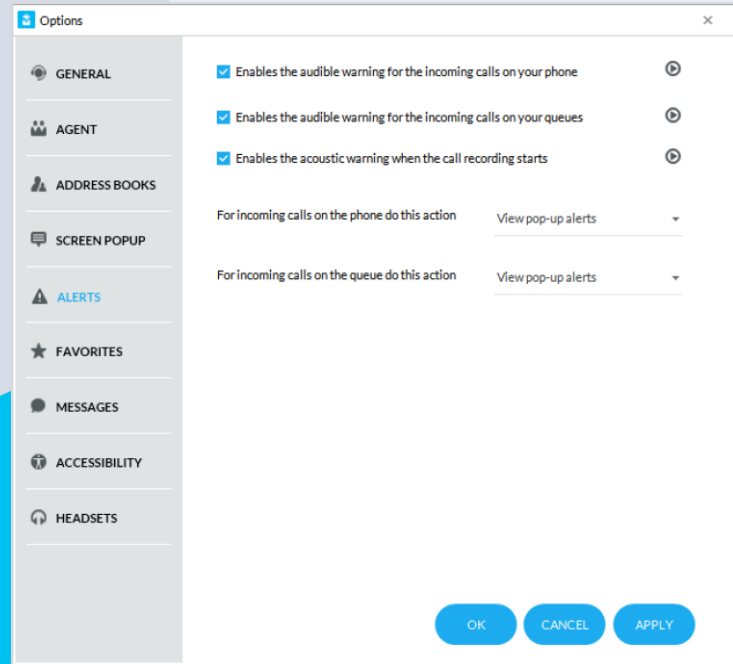 Options
GENERAL
AGENT
ADDRESS BOOKS
SCREEN POPUP
ALERTS
FAVORITES
MESSAGES
ACCESSIBILITY
HEADSETS
Enables the audible warning for the incoming calls on your phone
Enables the audible warning for the incoming calls on your queues
Enables the acoustic warning when the call recording starts
For incoming calls on the phone do this action View pop-up alerts
For incoming calls on the queue do this action View pop-up alerts
OK CANCEL APPLY